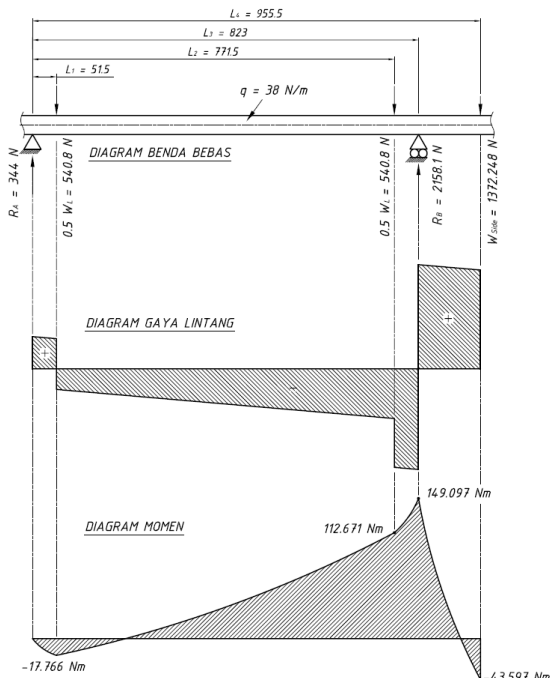 L₄ = 955.5
L₃ = 823
L₂ = 771.5
L₁ = 51.5
q = 38 N/m
DIAGRAM BENDA BEBAS
R_A = 344 N
0.5 W_L = 540.8 N
0.5 W_L = 540.8 N
R_B = 2158.1 N
W_Side = 1372.248 N
DIAGRAM GAYA LINTANG
+
−
+
DIAGRAM MOMEN
149.097 Nm
112.671 Nm
-17.766 Nm
-43.597 Nm